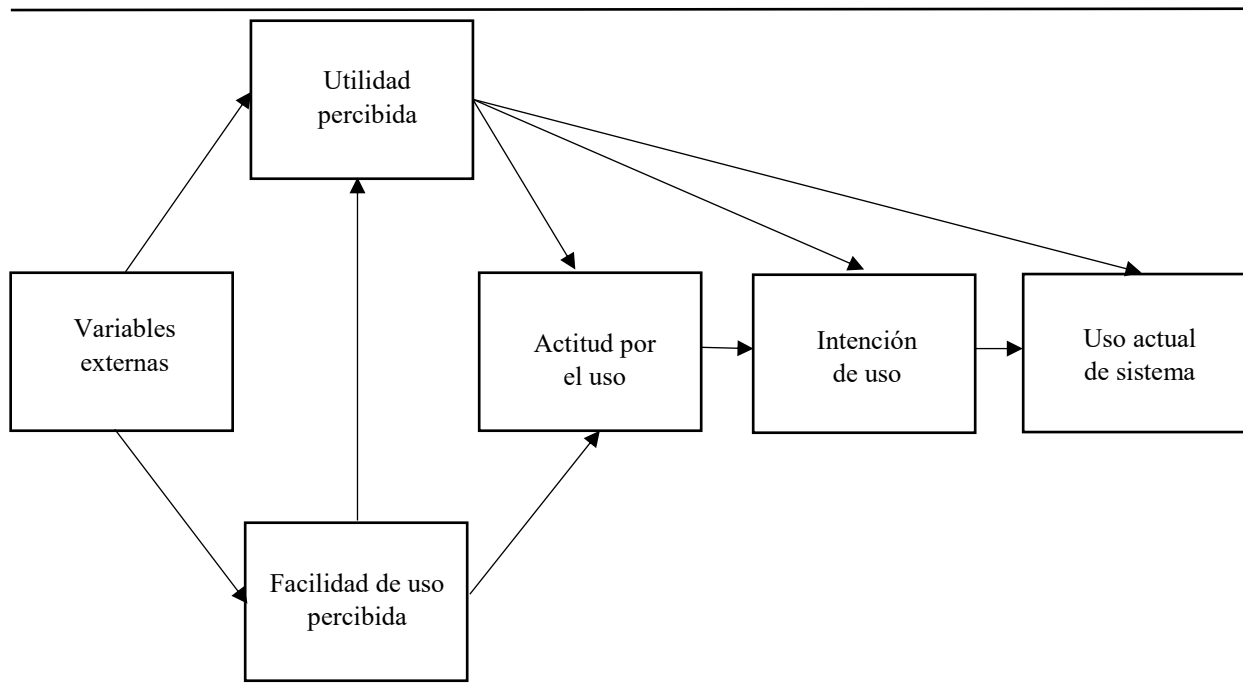 Utilidad
percibida
Variables
externas
Actitud por
el uso
Intención
de uso
Uso actual
de sistema
Facilidad de uso
percibida